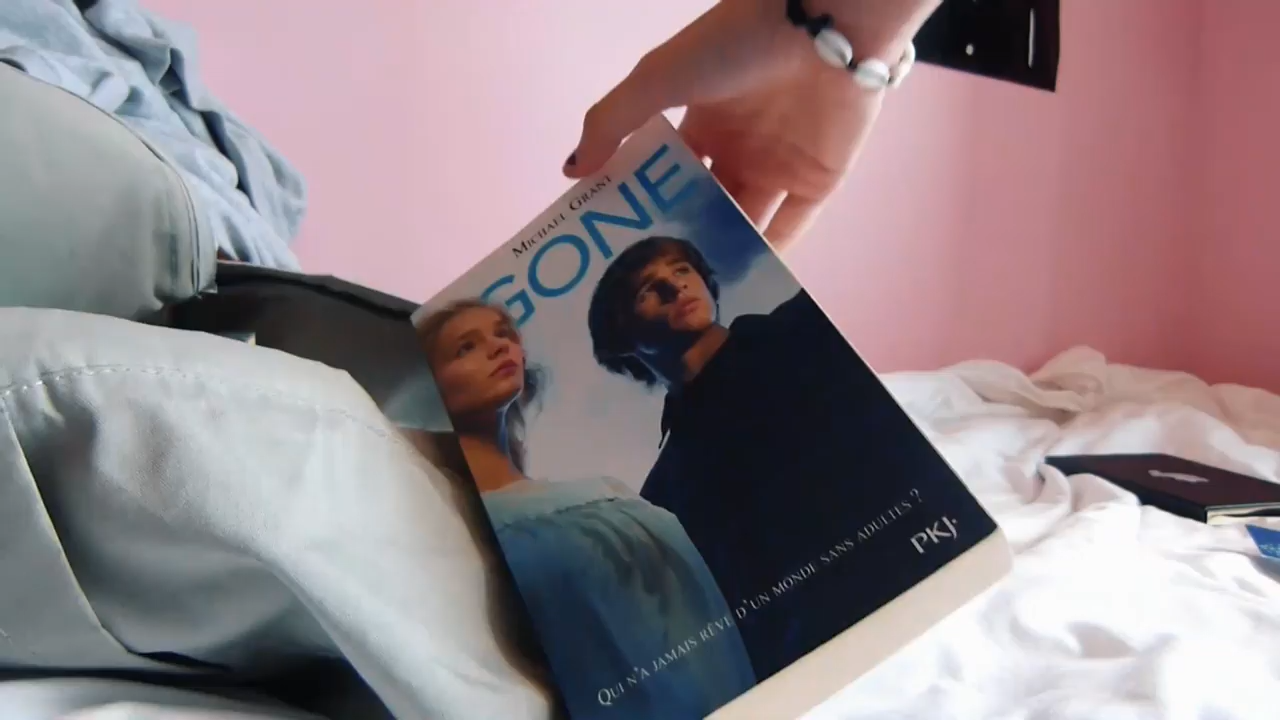 MICHAEL GRANT
GONE
QUI N'A JAMAIS RÊVÉ D'UN MONDE SANS ADULTES ?
PKJ.